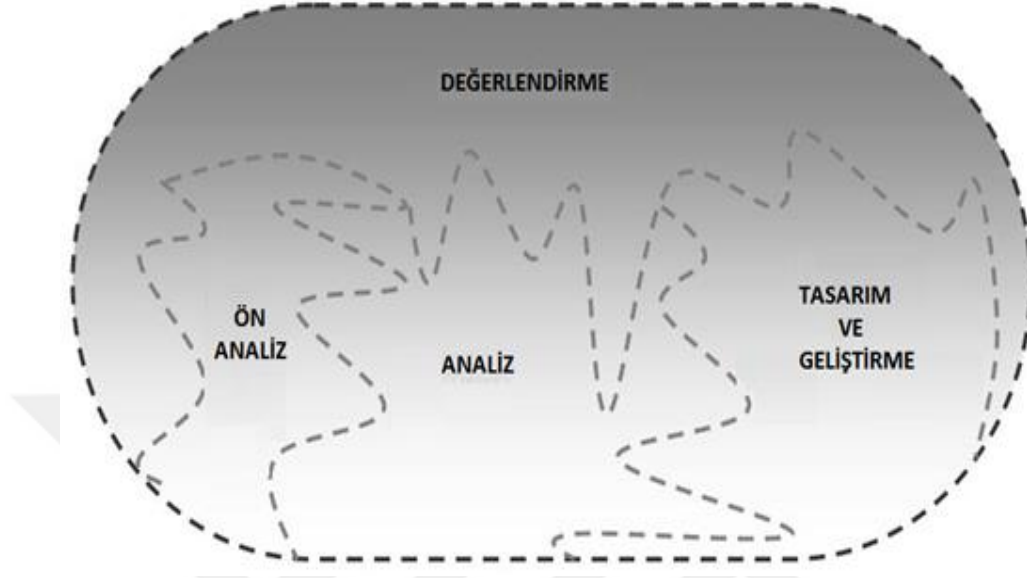 DEĞERLENDİRME
ÖN
ANALİZ
ANALİZ
TASARIM
VE
GELİŞTİRME